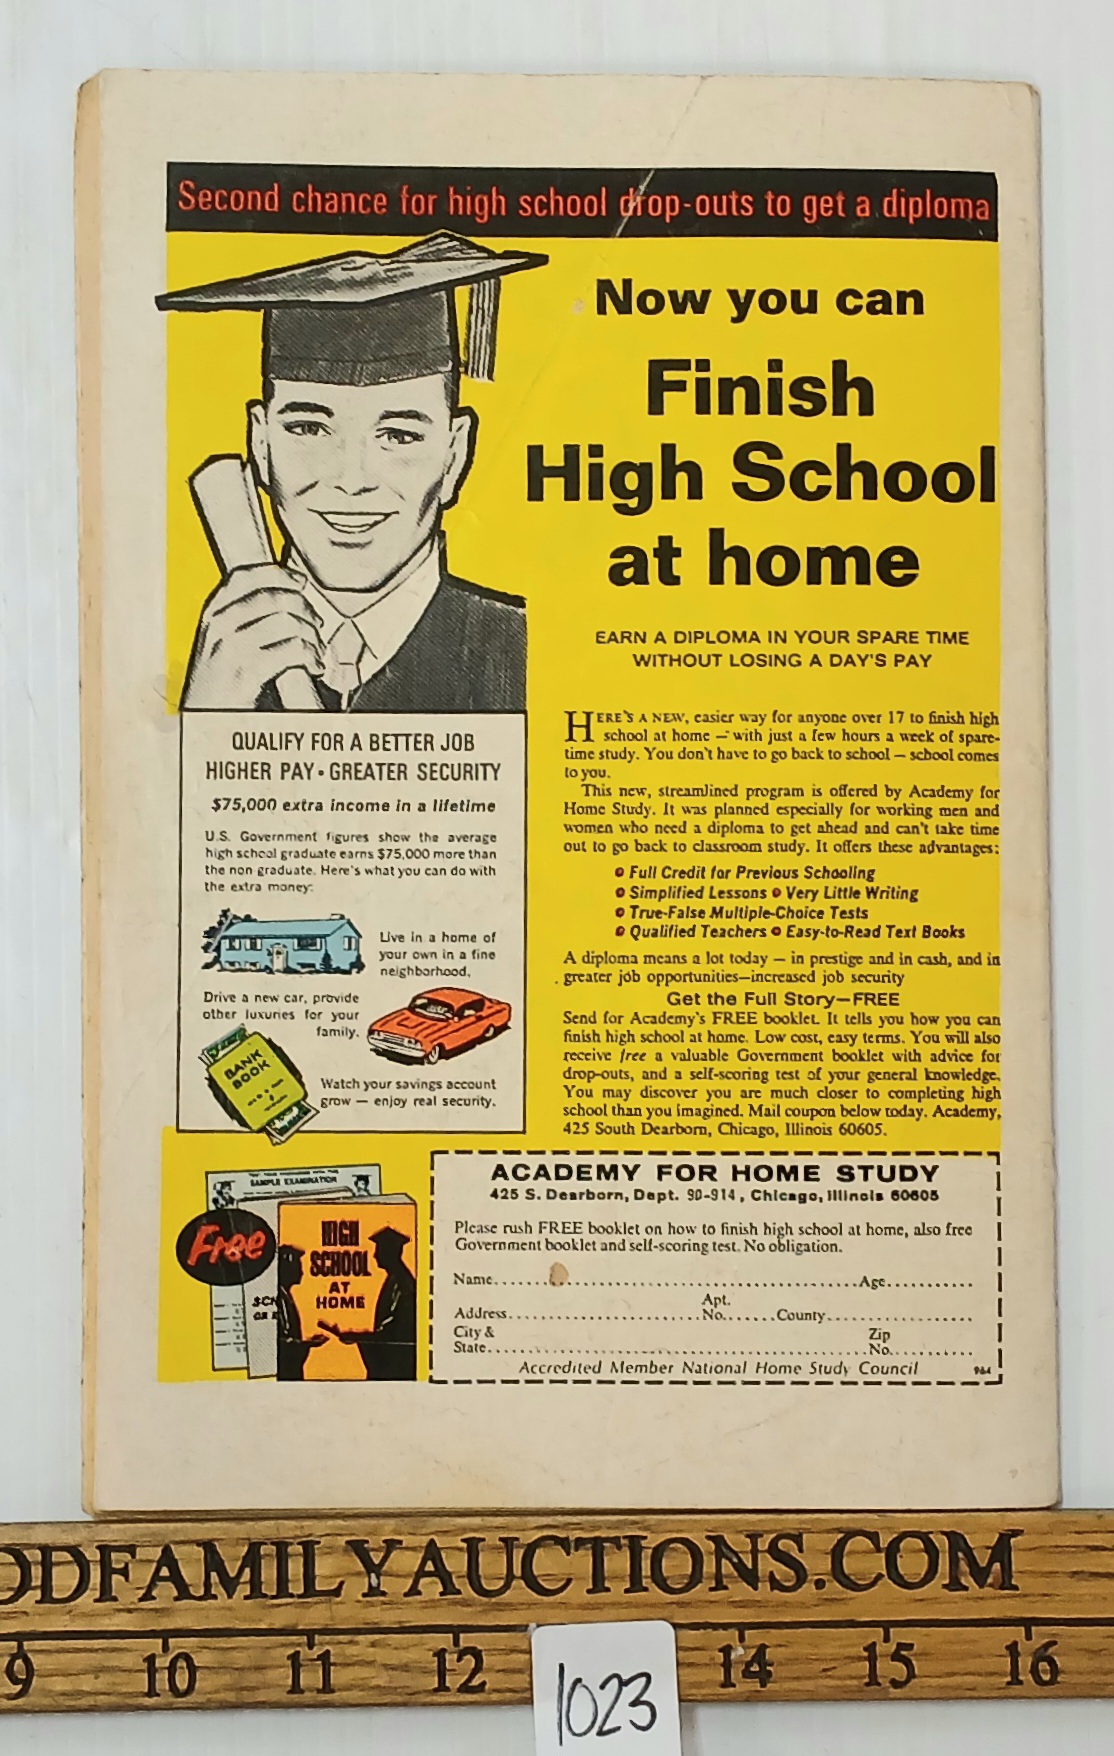 Second chance for high school drop-outs to get a diploma
Now you can
Finish
High School
at home
EARN A DIPLOMA IN YOUR SPARE TIME
WITHOUT LOSING A DAY'S PAY
QUALIFY FOR A BETTER JOB
HIGHER PAY • GREATER SECURITY
$75,000 extra income in a lifetime
U.S. Government figures show the average
high school graduate earns $75,000 more than
the non graduate. Here's what you can do with
the extra money:
Live in a home of
your own in a fine
neighborhood.
Drive a new car, provide
other luxuries for your
family.
BANK
BOOK
Watch your savings account
grow — enjoy real security.
HERE'S A NEW, easier way for anyone over 17 to finish high
school at home — with just a few hours a week of spare-
time study. You don't have to go back to school — school comes
to you.
This new, streamlined program is offered by Academy for
Home Study. It was planned especially for working men and
women who need a diploma to get ahead and can't take time
out to go back to classroom study. It offers these advantages:
• Full Credit for Previous Schooling
• Simplified Lessons • Very Little Writing
• True-False Multiple-Choice Tests
• Qualified Teachers • Easy-to-Read Text Books
A diploma means a lot today — in prestige and in cash, and in
greater job opportunities—increased job security
Get the Full Story—FREE
Send for Academy's FREE booklet. It tells you how you can
finish high school at home. Low cost, easy terms. You will also
receive free a valuable Government booklet with advice for
drop-outs, and a self-scoring test of your general knowledge.
You may discover you are much closer to completing high
school than you imagined. Mail coupon below today. Academy,
425 South Dearborn, Chicago, Illinois 60605.
SAMPLE EXAMINATION
Free
HIGH
SCHOOL
AT
HOME
ACADEMY FOR HOME STUDY
425 S. Dearborn, Dept. 90-914, Chicago, Illinois 60605
Please rush FREE booklet on how to finish high school at home, also free
Government booklet and self-scoring test. No obligation.
Name.......Age.......
Apt.
Address.......No.......County.......
City & Zip
State.......No.......
Accredited Member National Home Study Council 964
ODFAMILYAUCTIONS.COM
9 10 11 12 14 15 16
1023